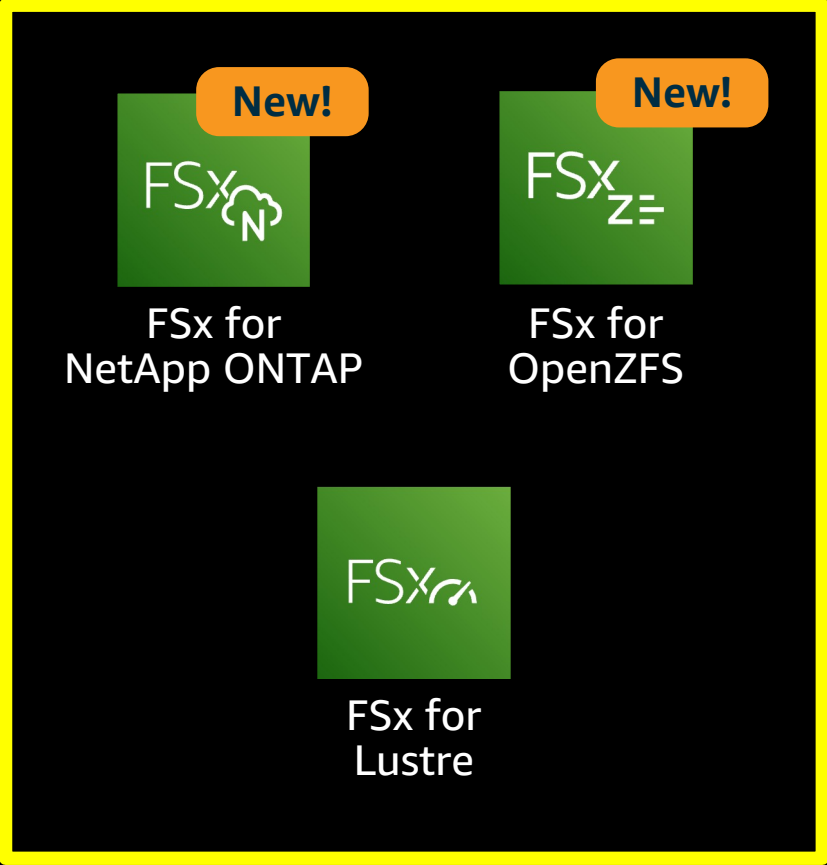 New!
New!
FSx
N
FSx
Z
FSx for
NetApp ONTAP
FSx for
OpenZFS
FSx
FSx for
Lustre